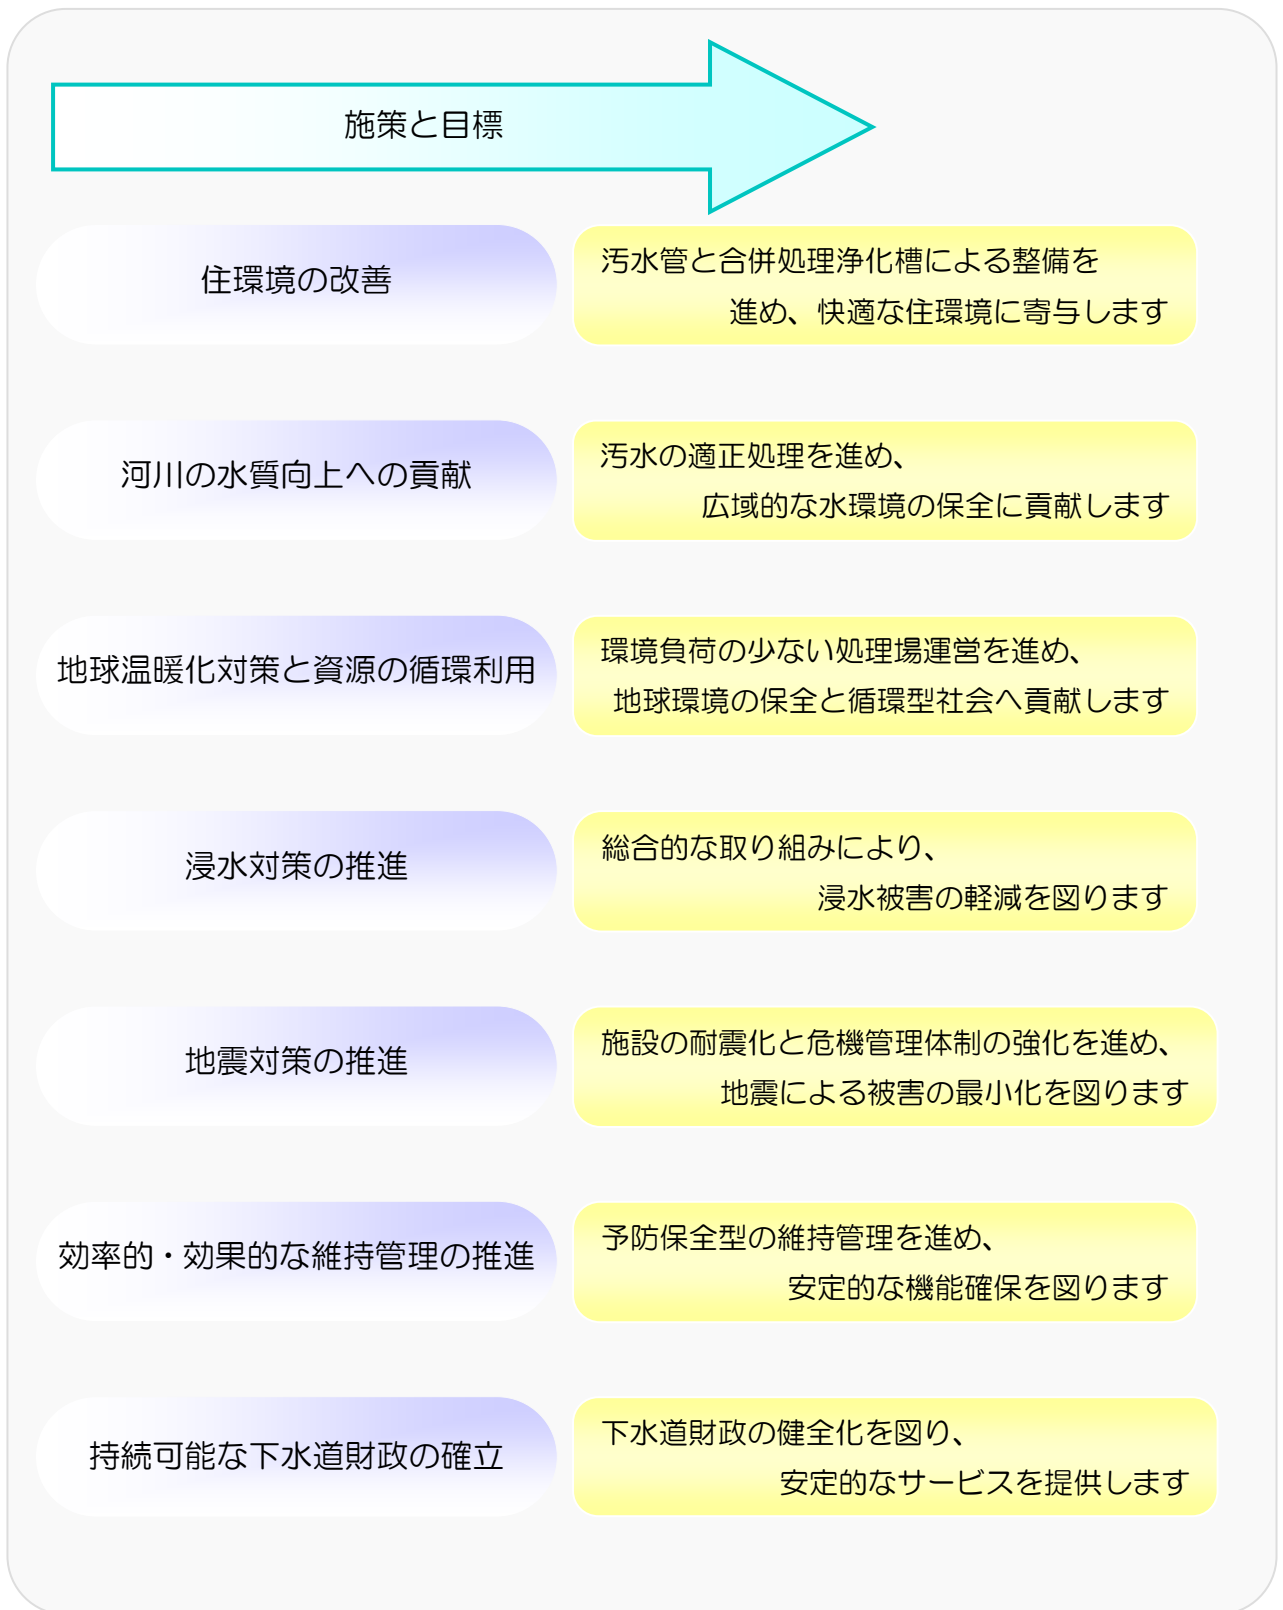 施策と目標
住環境の改善
汚水管と合併処理浄化槽による整備を
進め、快適な住環境に寄与します
河川の水質向上への貢献
汚水の適正処理を進め、
広域的な水環境の保全に貢献します
地球温暖化対策と資源の循環利用
環境負荷の少ない処理場運営を進め、
地球環境の保全と循環型社会へ貢献します
浸水対策の推進
総合的な取り組みにより、
浸水被害の軽減を図ります
地震対策の推進
施設の耐震化と危機管理体制の強化を進め、
地震による被害の最小化を図ります
効率的・効果的な維持管理の推進
予防保全型の維持管理を進め、
安定的な機能確保を図ります
持続可能な下水道財政の確立
下水道財政の健全化を図り、
安定的なサービスを提供します